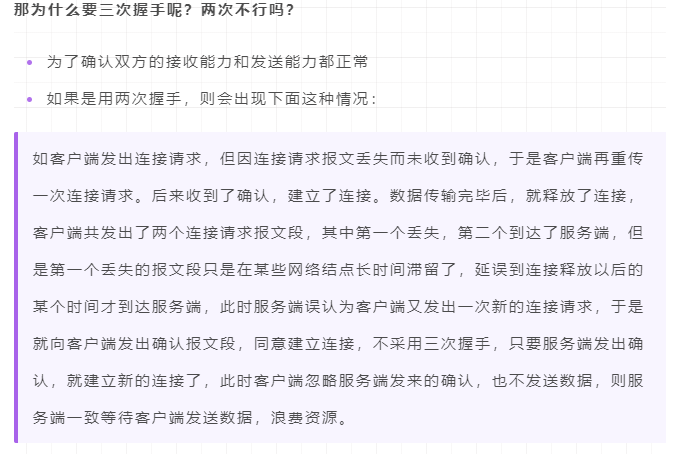 那为什么要三次握手呢？两次不行吗？
为了确认双方的接收能力和发送能力都正常
如果是用两次握手，则会出现下面这种情况：
如客户端发出连接请求，但因连接请求报文丢失而未收到确认，于是客户端再重传
一次连接请求。后来收到了确认，建立了连接。数据传输完毕后，就释放了连接，
客户端共发出了两个连接请求报文段，其中第一个丢失，第二个到达了服务端，但
是第一个丢失的报文段只是在某些网络结点长时间滞留了，延误到连接释放以后的
某个时间才到达服务端，此时服务端误认为客户端又发出一次新的连接请求，于是
就向客户端发出确认报文段，同意建立连接，不采用三次握手，只要服务端发出确
认，就建立新的连接了，此时客户端忽略服务端发来的确认，也不发送数据，则服
务端一致等待客户端发送数据，浪费资源。